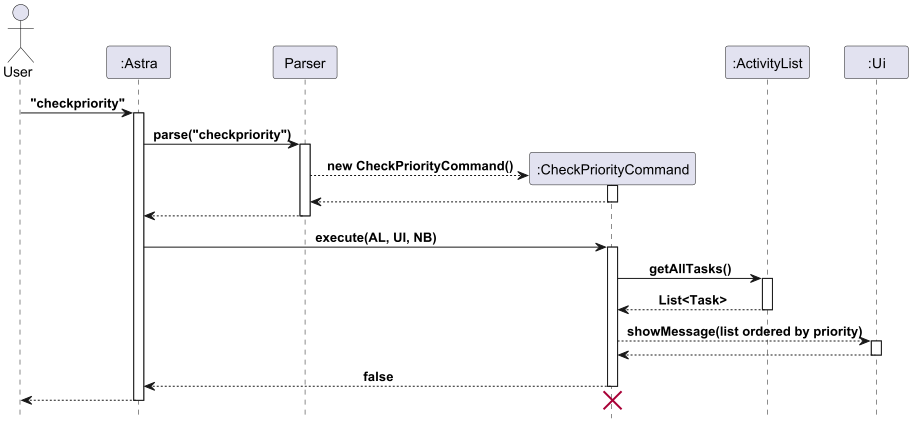 User
:Astra
Parser
:ActivityList
:Ui
"checkpriority"
parse("checkpriority")
new CheckPriorityCommand()
:CheckPriorityCommand
execute(AL, UI, NB)
getAllTasks()
List<Task>
showMessage(list ordered by priority)
false